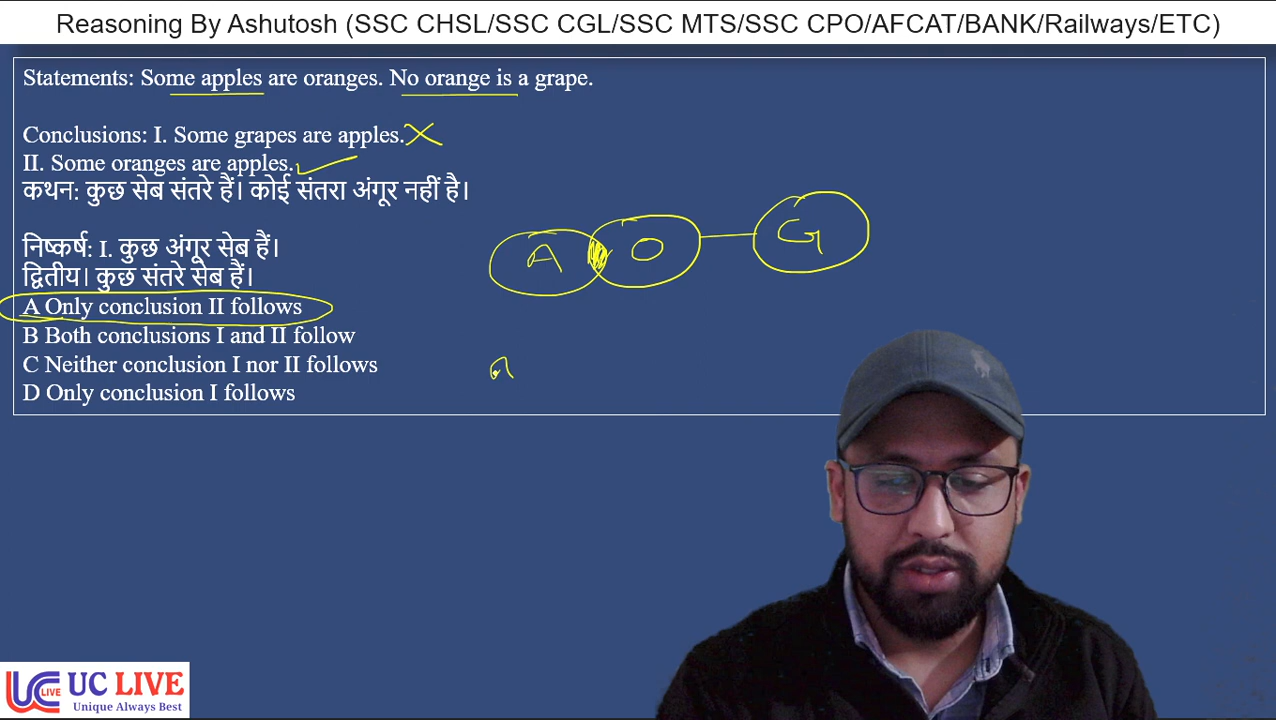 Reasoning By Ashutosh (SSC CHSL/SSC CGL/SSC MTS/SSC CPO/AFCAT/BANK/Railways/ETC)
Statements: Some apples are oranges. No orange is a grape.
Conclusions: I. Some grapes are apples.
II. Some oranges are apples.
कथन: कुछ सेब संतरे हैं। कोई संतरा अंगूर नहीं है।
निष्कर्ष: I. कुछ अंगूर सेब हैं।
द्वितीय। कुछ संतरे सेब हैं।
A Only conclusion II follows
B Both conclusions I and II follow
C Neither conclusion I nor II follows
D Only conclusion I follows
A O G
LIVE UC LIVE
Unique Always Best